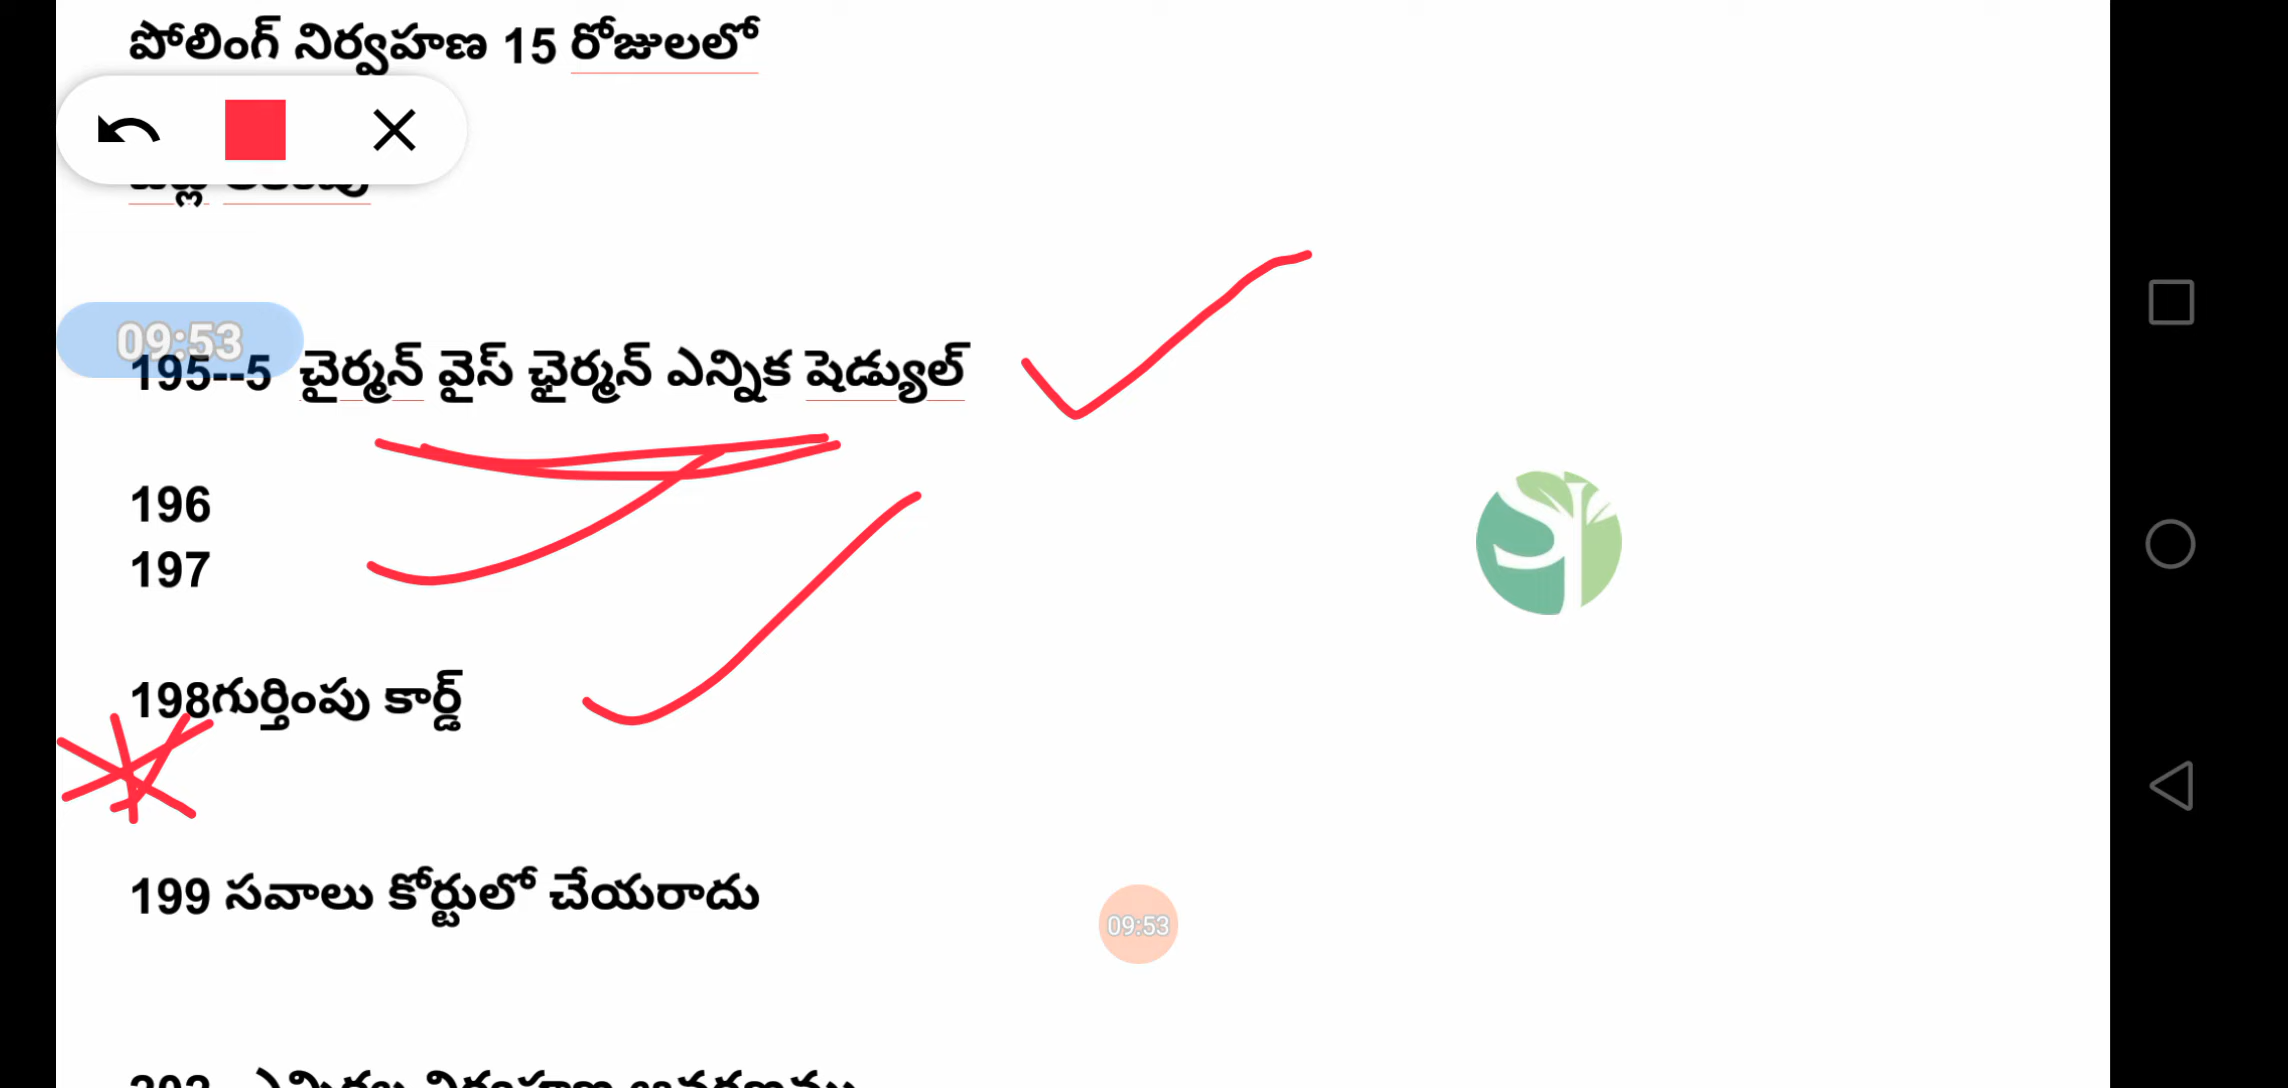 పోలింగ్ నిర్వహణ 15 రోజులలో
09:53
195--5 చైర్మన్ వైస్ ఛైర్మన్ ఎన్నిక షెడ్యుల్
196
197
198గుర్తింపు కార్డ్
199 సవాలు కోర్టులో చేయరాదు
09:53